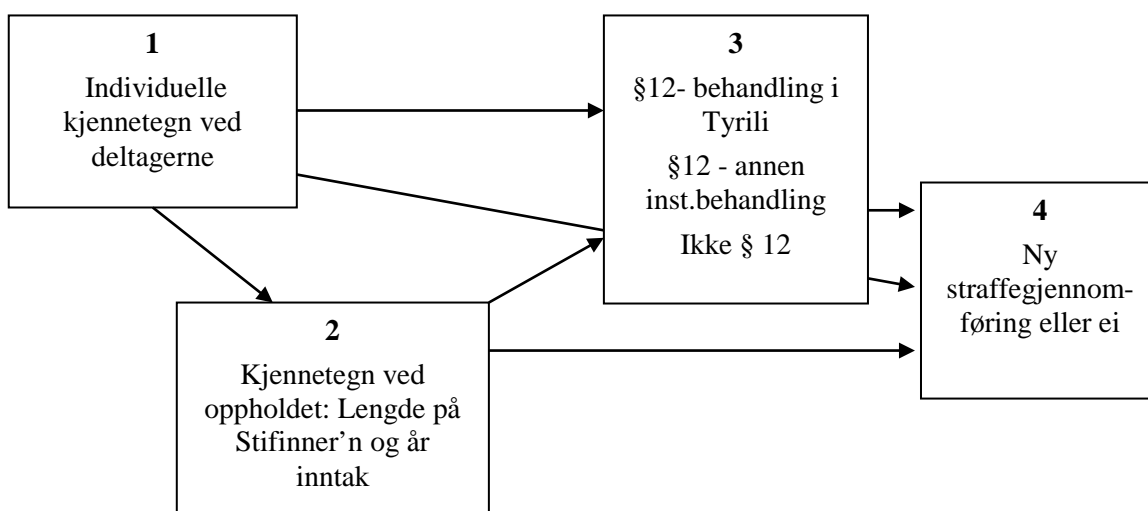 1
Individuelle
kjennetegn ved
deltagerne
2
Kjennetegn ved
oppholdet: Lengde på
Stifinner’n og år
inntak
3
§12- behandling i
Tyrili
§12 - annen
inst.behandling
Ikke § 12
4
Ny
straffegjennom-
føring eller ei